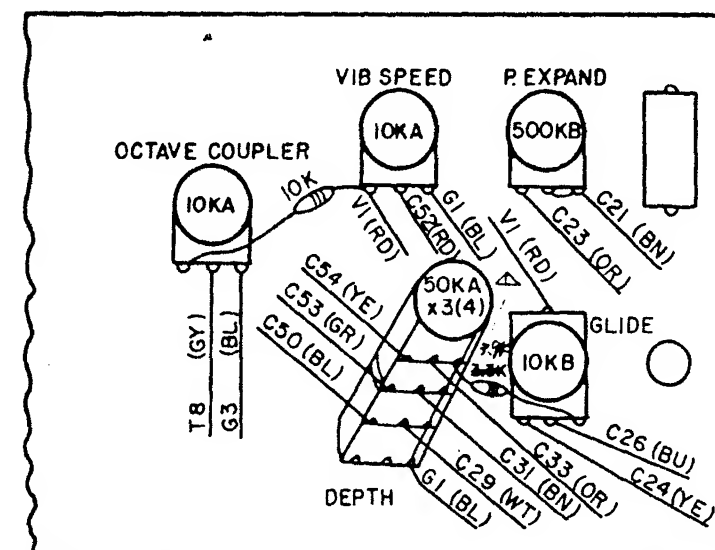 VIB SPEED
P. EXPAND
10KA
500KB
OCTAVE COUPLER
10K
10KA
V1 (RD)
C52(RD)
G1 (BL)
V1 (RD)
C23 (OR)
C21 (BN)
C54 (YE)
C53 (GR)
C50 (BL)
50KA
x3(4)
GLIDE
3.3K
10KB
T8 (GY)
G3 (BL)
DEPTH
G1 (BL)
C29 (WT)
C31 (BN)
C33 (OR)
C26 (BU)
C24 (YE)